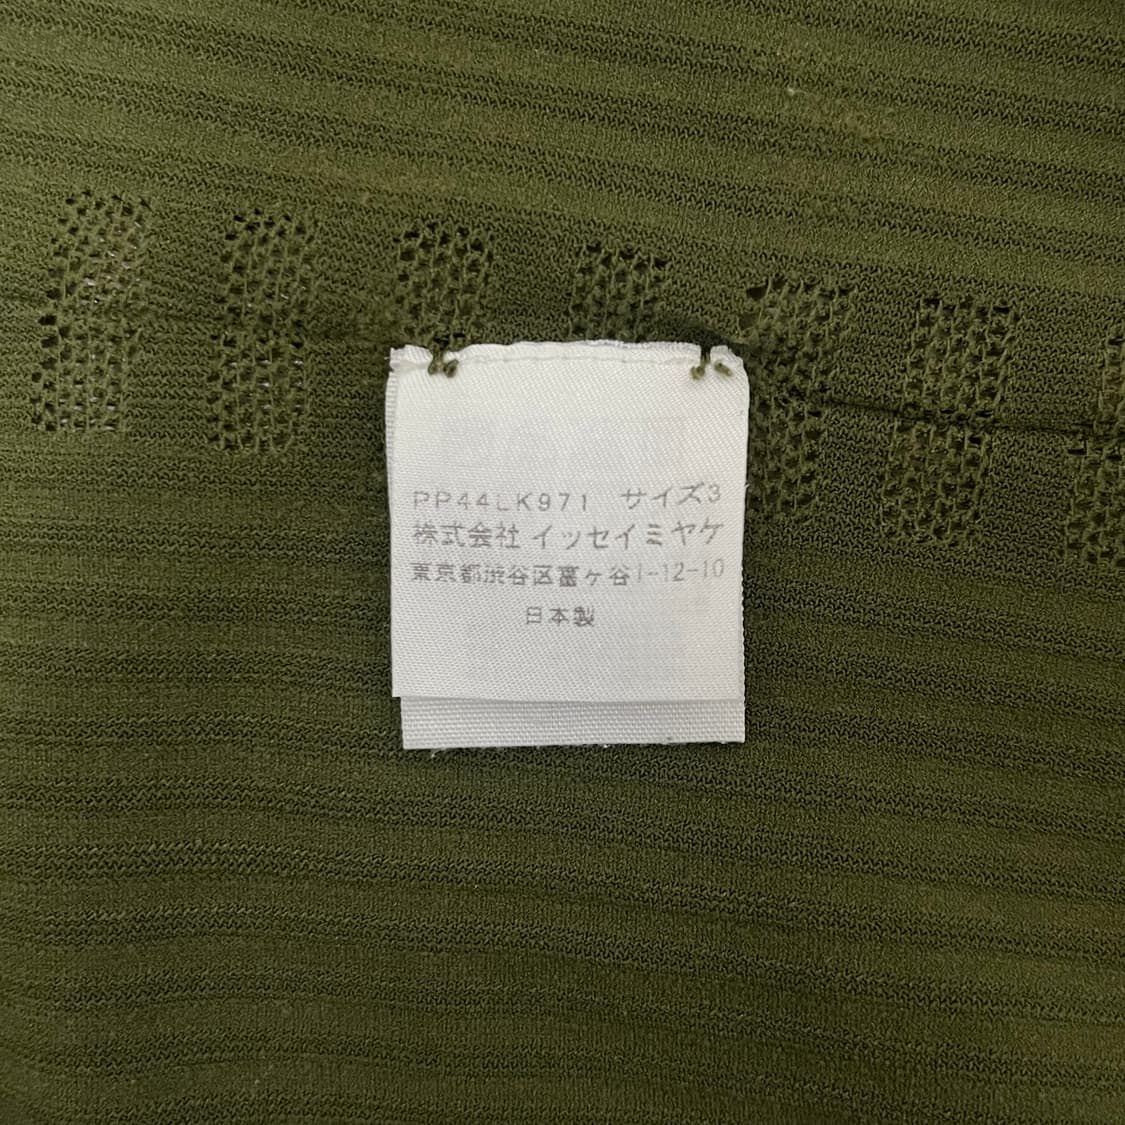 PP44LK971 サイズ3
株式会社 イッセイミヤケ
東京都渋谷区富ヶ谷1-12-10
日本製